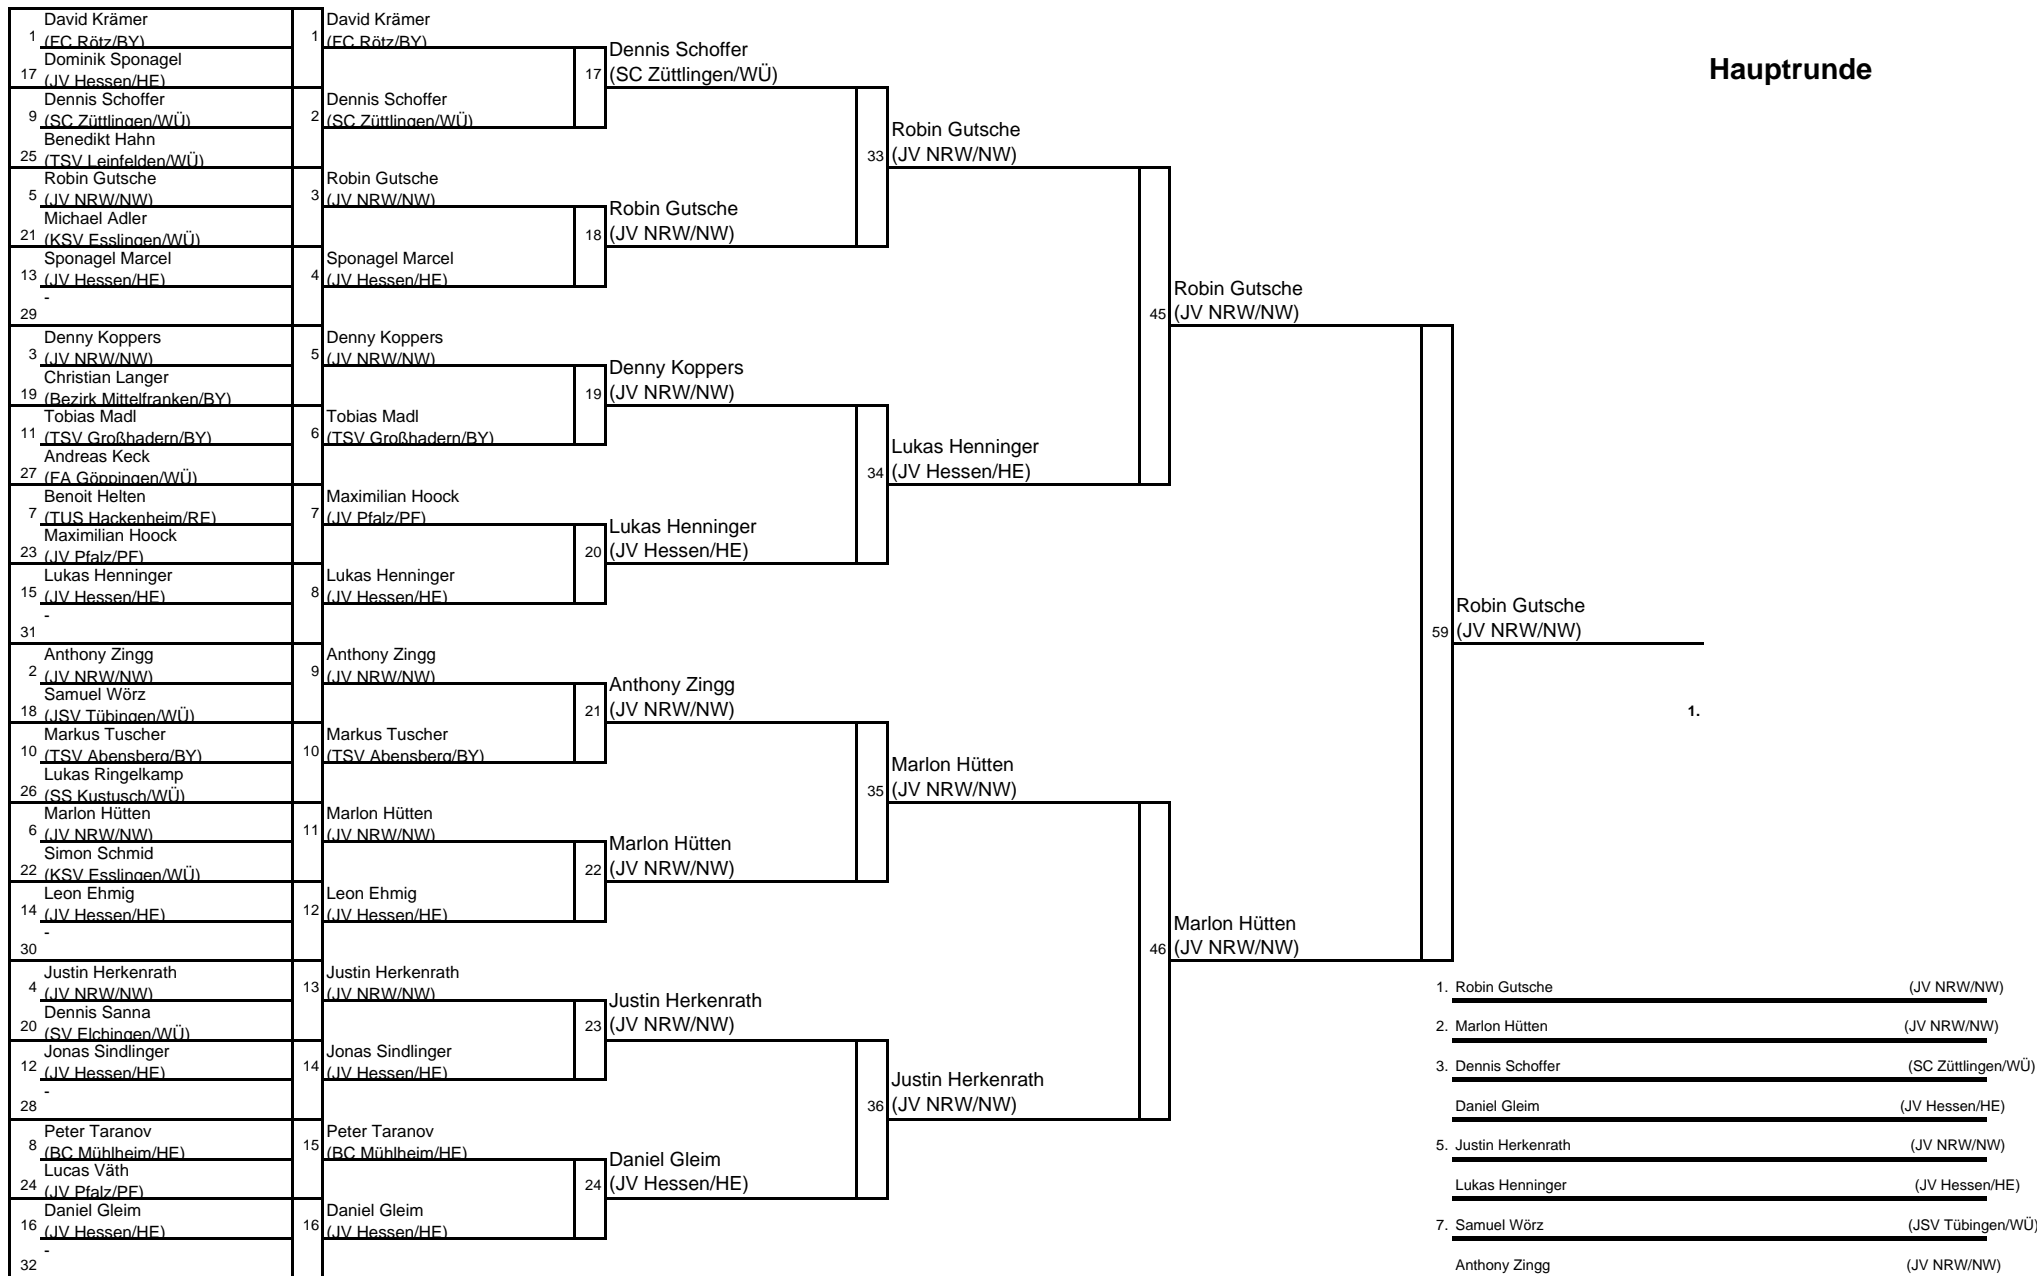 Hauptrunde
1 David Krämer
(FC Rötz/BY)
17 Dominik Sponagel
(JV Hessen/HE)
9 Dennis Schoffer
(SC Züttlingen/WÜ)
25 Benedikt Hahn
(TSV Leinfelden/WÜ)
5 Robin Gutsche
(JV NRW/NW)
21 Michael Adler
(KSV Esslingen/WÜ)
13 Sponagel Marcel
(JV Hessen/HE)
29 -
3 Denny Koppers
(JV NRW/NW)
19 Christian Langer
(Bezirk Mittelfranken/BY)
11 Tobias Madl
(TSV Großhadern/BY)
27 Andreas Keck
(FA Göppingen/WÜ)
7 Benoit Helten
(TUS Hackenheim/RE)
23 Maximilian Hoock
(JV Pfalz/PF)
15 Lukas Henninger
(JV Hessen/HE)
31 -
2 Anthony Zingg
(JV NRW/NW)
18 Samuel Wörz
(JSV Tübingen/WÜ)
10 Markus Tuscher
(TSV Abensberg/BY)
26 Lukas Ringelkamp
(SS Kustusch/WÜ)
6 Marlon Hütten
(JV NRW/NW)
22 Simon Schmid
(KSV Esslingen/WÜ)
14 Leon Ehmig
(JV Hessen/HE)
30 -
4 Justin Herkenrath
(JV NRW/NW)
20 Dennis Sanna
(SV Elchingen/WÜ)
12 Jonas Sindlinger
(JV Hessen/HE)
28 -
8 Peter Taranov
(BC Mühlheim/HE)
24 Lucas Väth
(JV Pfalz/PF)
16 Daniel Gleim
(JV Hessen/HE)
32 -
1 David Krämer
(FC Rötz/BY)
2 Dennis Schoffer
(SC Züttlingen/WÜ)
3 Robin Gutsche
(JV NRW/NW)
4 Sponagel Marcel
(JV Hessen/HE)
5 Denny Koppers
(JV NRW/NW)
6 Tobias Madl
(TSV Großhadern/BY)
7 Maximilian Hoock
(JV Pfalz/PF)
8 Lukas Henninger
(JV Hessen/HE)
9 Anthony Zingg
(JV NRW/NW)
10 Markus Tuscher
(TSV Abensberg/BY)
11 Marlon Hütten
(JV NRW/NW)
12 Leon Ehmig
(JV Hessen/HE)
13 Justin Herkenrath
(JV NRW/NW)
14 Jonas Sindlinger
(JV Hessen/HE)
15 Peter Taranov
(BC Mühlheim/HE)
16 Daniel Gleim
(JV Hessen/HE)
17 Dennis Schoffer
(SC Züttlingen/WÜ)
18 Robin Gutsche
(JV NRW/NW)
19 Denny Koppers
(JV NRW/NW)
20 Lukas Henninger
(JV Hessen/HE)
21 Anthony Zingg
(JV NRW/NW)
22 Marlon Hütten
(JV NRW/NW)
23 Justin Herkenrath
(JV NRW/NW)
24 Daniel Gleim
(JV Hessen/HE)
33 Robin Gutsche
(JV NRW/NW)
34 Lukas Henninger
(JV Hessen/HE)
35 Marlon Hütten
(JV NRW/NW)
36 Justin Herkenrath
(JV NRW/NW)
45 Robin Gutsche
(JV NRW/NW)
46 Marlon Hütten
(JV NRW/NW)
59 Robin Gutsche
(JV NRW/NW)
1.
1. Robin Gutsche (JV NRW/NW)
2. Marlon Hütten (JV NRW/NW)
3. Dennis Schoffer (SC Züttlingen/WÜ)
Daniel Gleim (JV Hessen/HE)
5. Justin Herkenrath (JV NRW/NW)
Lukas Henninger (JV Hessen/HE)
7. Samuel Wörz (JSV Tübingen/WÜ)
Anthony Zingg (JV NRW/NW)